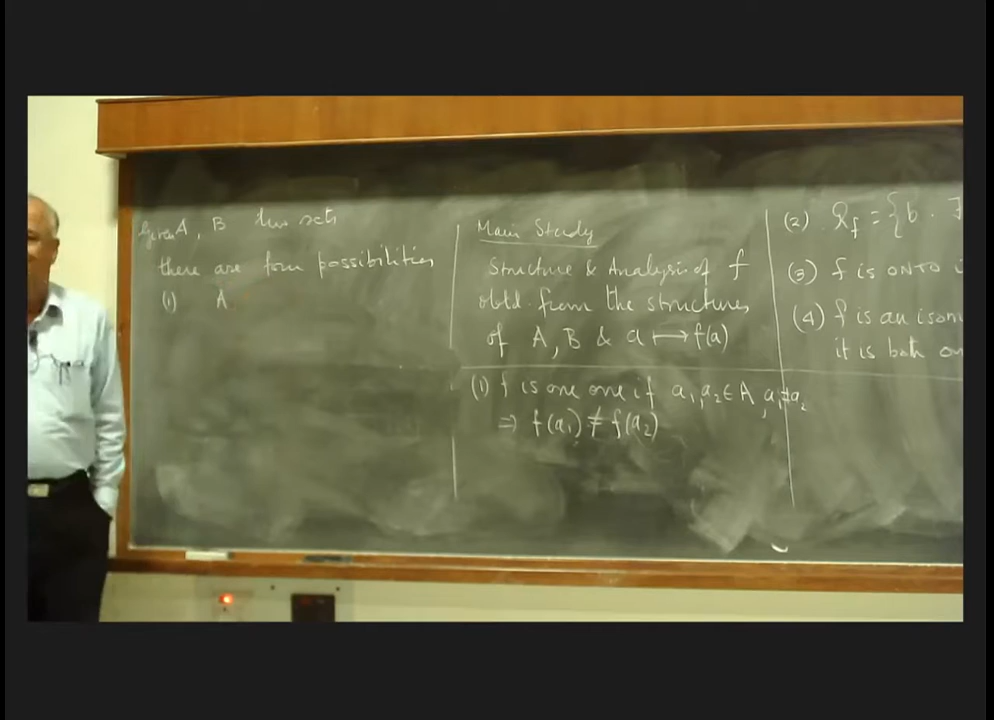 Given A, B two sets
there are four possibilities
(1) A
Main Study
Structure & Analysis of f
obtd. from the structures
of A, B & a ↦ f(a)
(1) f is one one if a₁, a₂ ∈ A, a₁ ≠ a₂
⇒ f(a₁) ≠ f(a₂)
(2) R_f = {b · ∃
(3) f is ONTO i
(4) f is an isom
it is both on